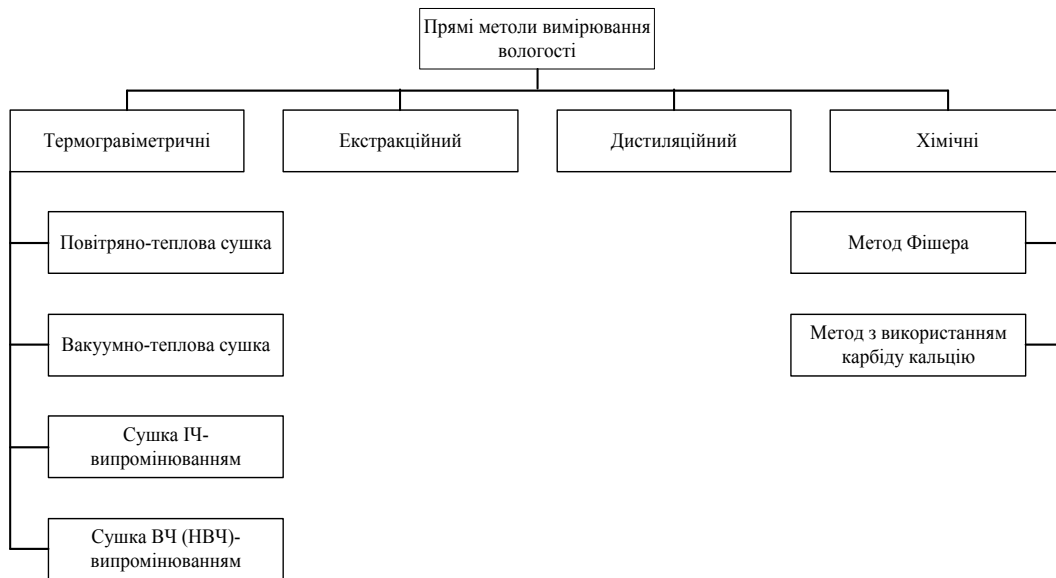 Прямі метоли вимірювання
вологості
Термогравіметричні
Екстракційний
Дистиляційний
Хімічні
Повітряно-теплова сушка
Метод Фішера
Вакуумно-теплова сушка
Метод з використанням
карбіду кальцію
Сушка ІЧ-
випромінюванням
Сушка ВЧ (НВЧ)-
випромінюванням